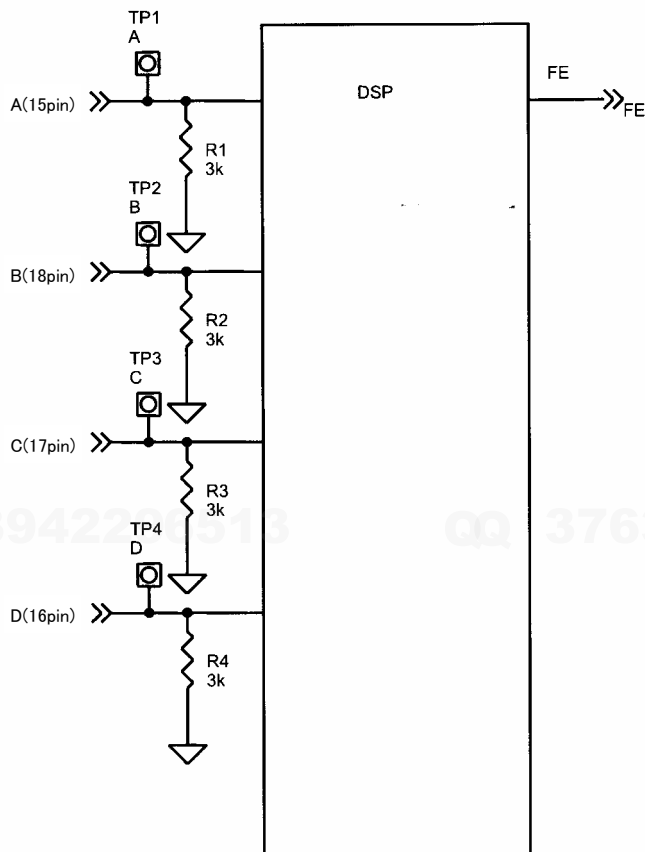 TP1
A
A(15pin)
R1
3k
DSP
FE
FE
TP2
B
B(18pin)
R2
3k
TP3
C
C(17pin)
R3
3k
QQ
TP4
D
D(16pin)
R4
3k